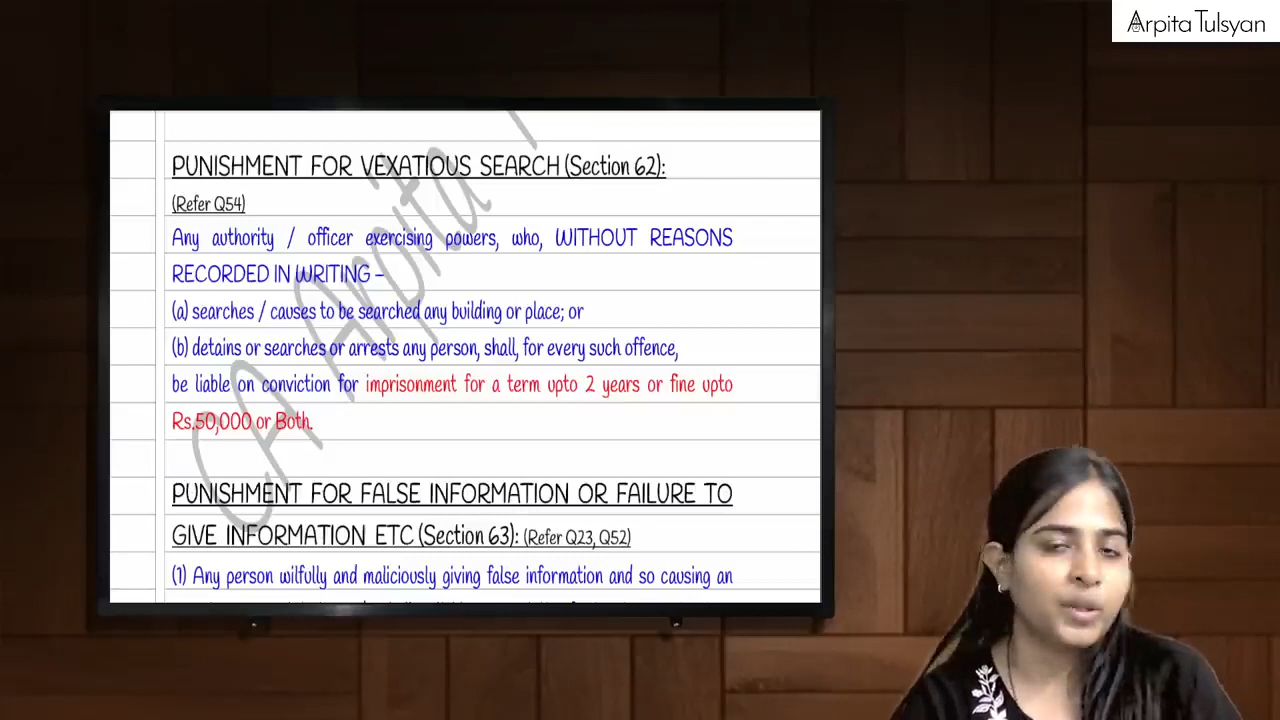 Arpita Tulsyan
PUNISHMENT FOR VEXATIOUS SEARCH (Section 62):
(Refer Q54)
Any authority / officer exercising powers, who, WITHOUT REASONS
RECORDED IN WRITING –
(a) searches / causes to be searched any building or place; or
(b) detains or searches or arrests any person, shall, for every such offence,
be liable on conviction for imprisonment for a term upto 2 years or fine upto
Rs.50,000 or Both.
PUNISHMENT FOR FALSE INFORMATION OR FAILURE TO
GIVE INFORMATION ETC (Section 63): (Refer Q23, Q52)
(1) Any person wilfully and maliciously giving false information and so causing an
CA Arpita T